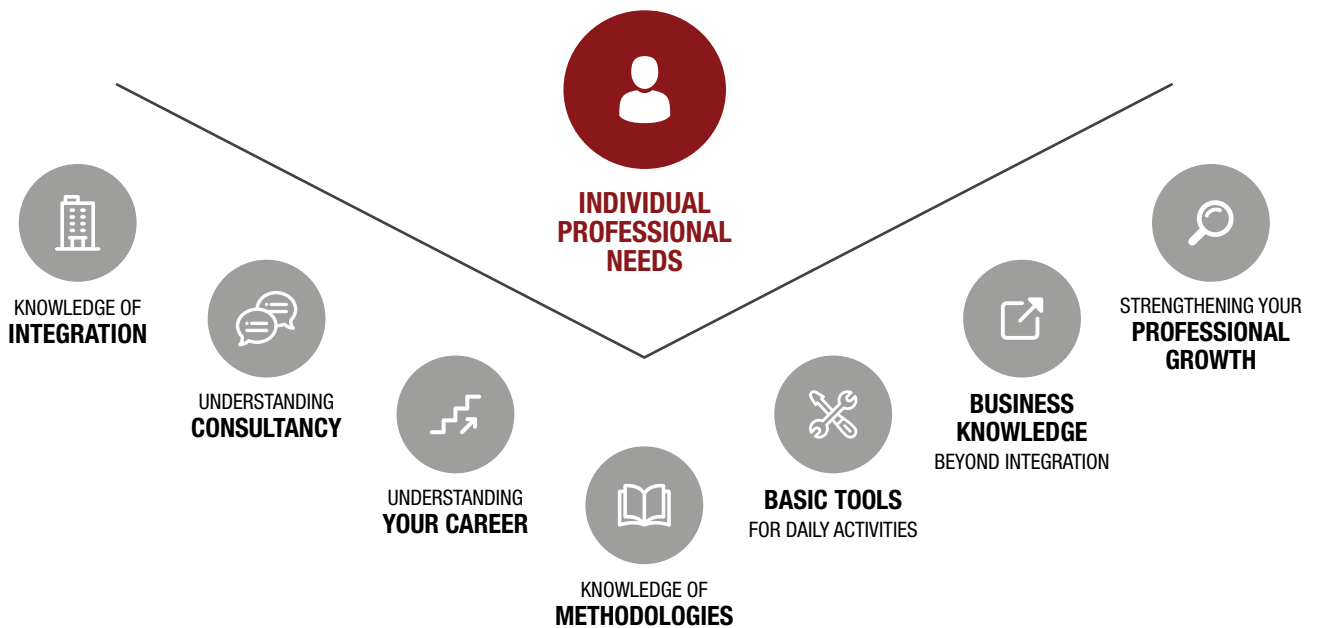 INDIVIDUAL
PROFESSIONAL
NEEDS
KNOWLEDGE OF
INTEGRATION
UNDERSTANDING
CONSULTANCY
UNDERSTANDING
YOUR CAREER
KNOWLEDGE OF
METHODOLOGIES
BASIC TOOLS
FOR DAILY ACTIVITIES
BUSINESS
KNOWLEDGE
BEYOND INTEGRATION
STRENGTHENING YOUR
PROFESSIONAL
GROWTH